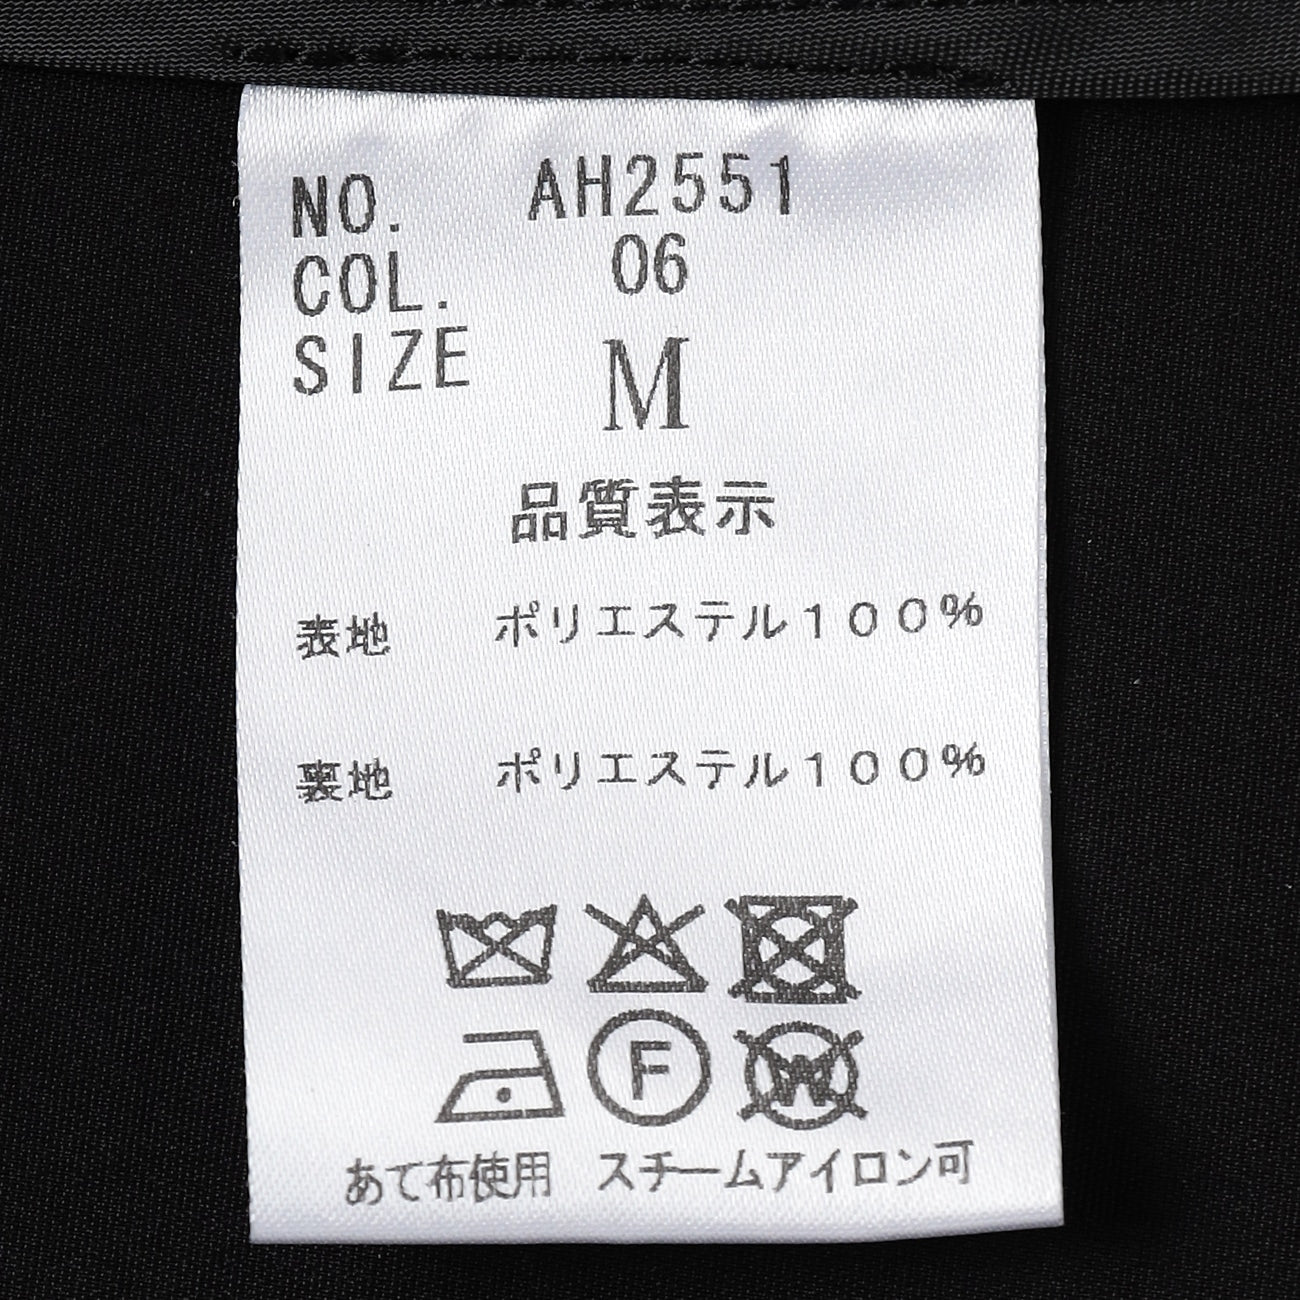 NO. AH2551
COL. 06
SIZE M
品質表示
表地 ポリエステル１００％
裏地 ポリエステル１００％
F W
あて布使用 スチームアイロン可